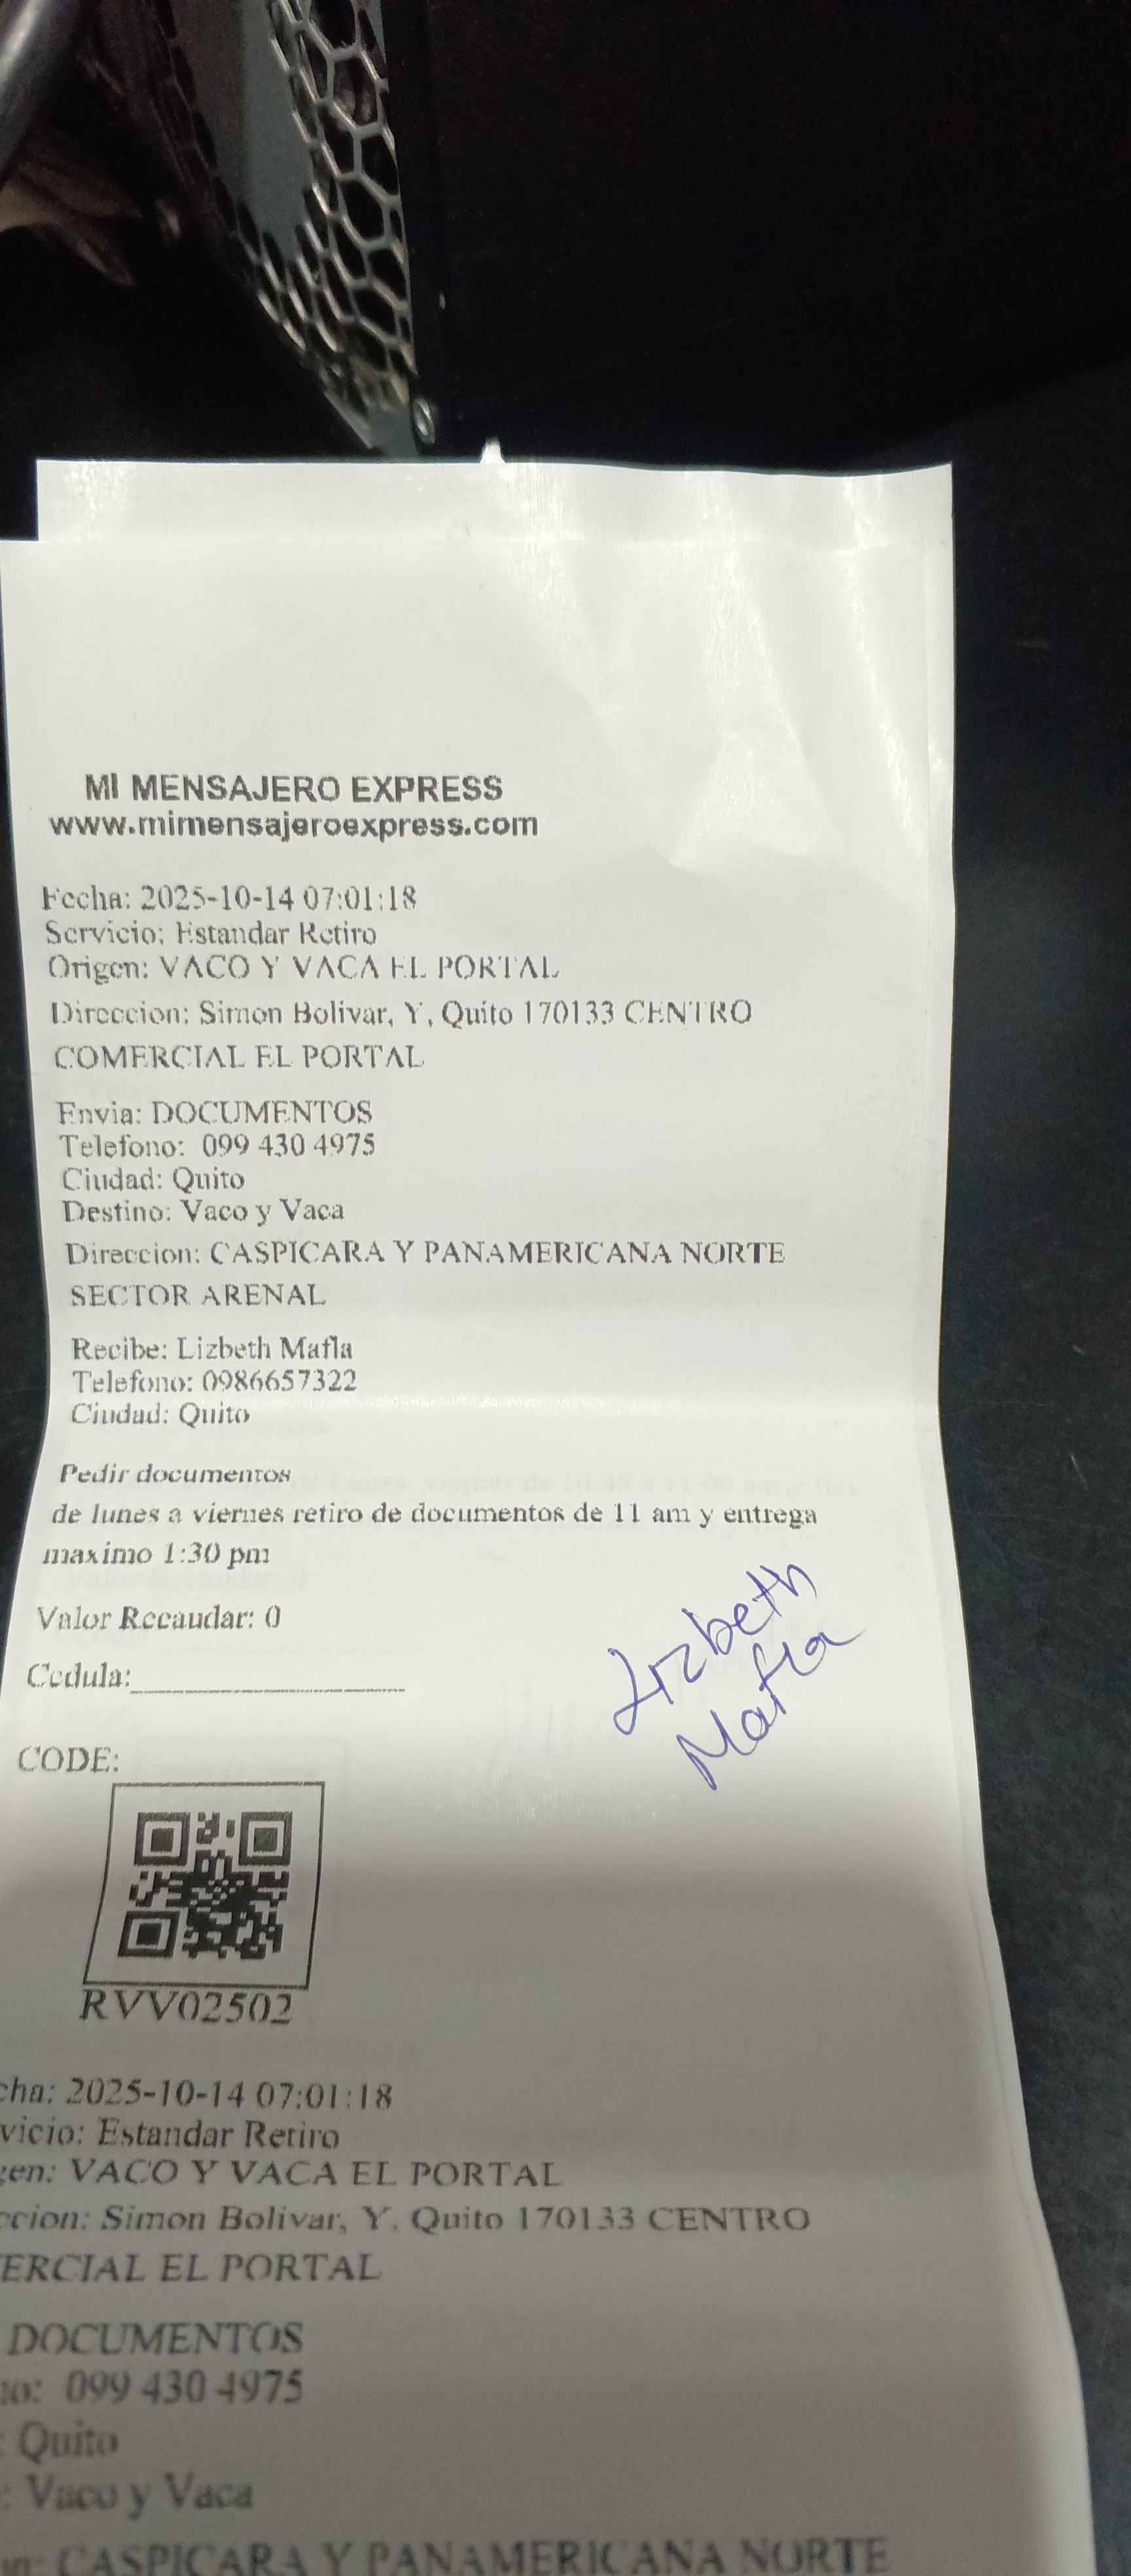 MI MENSAJERO EXPRESS
www.mimensajeroexpress.com
Fecha: 2025-10-14 07:01:18
Servicio: Estandar Retiro
Origen: VACO Y VACA EL PORTAL
Direccion: Simon Bolivar, Y, Quito 170133 CENTRO
COMERCIAL EL PORTAL
Envia: DOCUMENTOS
Telefono: 099 430 4975
Ciudad: Quito
Destino: Vaco y Vaca
Direccion: CASPICARA Y PANAMERICANA NORTE
SECTOR ARENAL
Recibe: Lizbeth Mafla
Telefono: 0986657322
Ciudad: Quito
Pedir documentos
de lunes a viernes retiro de documentos de 11 am y entrega
maximo 1:30 pm
Valor Recaudar: 0
Cedula:
Lizbeth
Mafla
CODE:
RVV02502
cha: 2025-10-14 07:01:18
vicio: Estandar Retiro
gen: VACO Y VACA EL PORTAL
ccion: Simon Bolivar, Y. Quito 170133 CENTRO
ERCIAL EL PORTAL
DOCUMENTOS
no: 099 430 4975
: Quito
: Vaco y Vaca
on: CASPICARA Y PANAMERICANA NORTE